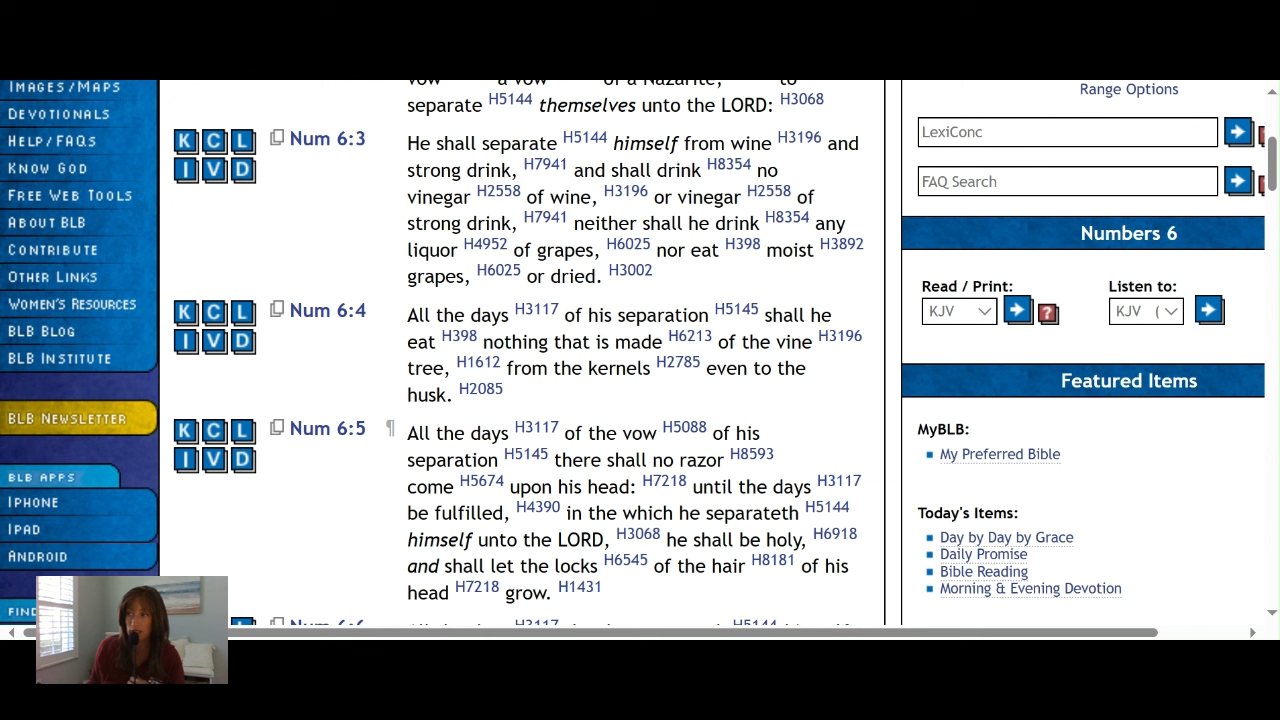 IMAGES/MAPS
DEVOTIONALS
HELP/FAQS
KNOW GOD
FREE WEB TOOLS
ABOUT BLB
CONTRIBUTE
OTHER LINKS
WOMEN'S RESOURCES
BLB BLOG
BLB INSTITUTE
BLB NEWSLETTER
BLB APPS
IPHONE
IPAD
ANDROID
FIND
vow a vow of a Nazarite, to
separate H5144 themselves unto the LORD: H3068
K C L
I V D
Num 6:3
He shall separate H5144 himself from wine H3196 and
strong drink, H7941 and shall drink H8354 no
vinegar H2558 of wine, H3196 or vinegar H2558 of
strong drink, H7941 neither shall he drink H8354 any
liquor H4952 of grapes, H6025 nor eat H398 moist H3892
grapes, H6025 or dried. H3002
K C L
I V D
Num 6:4
All the days H3117 of his separation H5145 shall he
eat H398 nothing that is made H6213 of the vine H3196
tree, H1612 from the kernels H2785 even to the
husk. H2085
K C L
I V D
Num 6:5 ¶
All the days H3117 of the vow H5088 of his
separation H5145 there shall no razor H8593
come H5674 upon his head: H7218 until the days H3117
be fulfilled, H4390 in the which he separateth H5144
himself unto the LORD, H3068 he shall be holy, H6918
and shall let the locks H6545 of the hair H8181 of his
head H7218 grow. H1431
Num 6:6
H3117 H5144
Range Options
LexiConc
FAQ Search
Numbers 6
Read / Print:
KJV ?
Listen to:
KJV (
Featured Items
MyBLB:
My Preferred Bible
Today's Items:
Day by Day by Grace
Daily Promise
Bible Reading
Morning & Evening Devotion